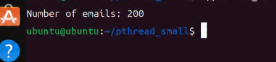 Number of emails: 200
ubuntu@ubuntu:~/pthread_small$